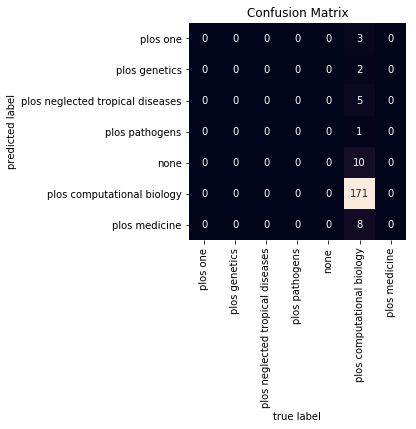 Confusion Matrix
plos one 0 0 0 0 0 3 0
plos genetics 0 0 0 0 0 2 0
plos neglected tropical diseases 0 0 0 0 0 5 0
plos pathogens 0 0 0 0 0 1 0
none 0 0 0 0 0 10 0
plos computational biology 0 0 0 0 0 171 0
plos medicine 0 0 0 0 0 8 0
predicted label
plos one
plos genetics
plos neglected tropical diseases
plos pathogens
none
plos computational biology
plos medicine
true label